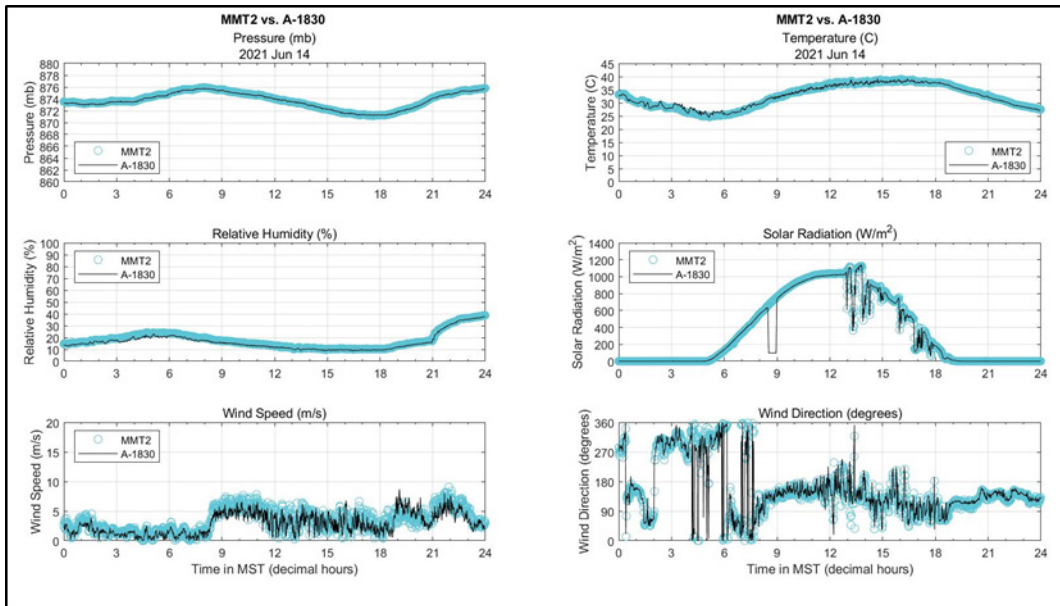 MMT2 vs. A-1830
Pressure (mb)
2021 Jun 14
Pressure (mb)
880
878
876
874
872
870
868
866
864
862
860
MMT2
A-1830
0 3 6 9 12 15 18 21 24
Relative Humidity (%)
Relative Humidity (%)
100
90
80
70
60
50
40
30
20
10
0
MMT2
A-1830
0 3 6 9 12 15 18 21 24
Wind Speed (m/s)
Wind Speed (m/s)
20
15
10
5
0
MMT2
A-1830
0 3 6 9 12 15 18 21 24
Time in MST (decimal hours)
MMT2 vs. A-1830
Temperature (C)
2021 Jun 14
Temperature (C)
45
40
35
30
25
20
15
10
5
0
MMT2
A-1830
0 3 6 9 12 15 18 21 24
Solar Radiation (W/m²)
Solar Radiation (W/m²)
1400
1200
1000
800
600
400
200
0
MMT2
A-1830
0 3 6 9 12 15 18 21 24
Wind Direction (degrees)
Wind Direction (degrees)
360
270
180
90
0
0 3 6 9 12 15 18 21 24
Time in MST (decimal hours)